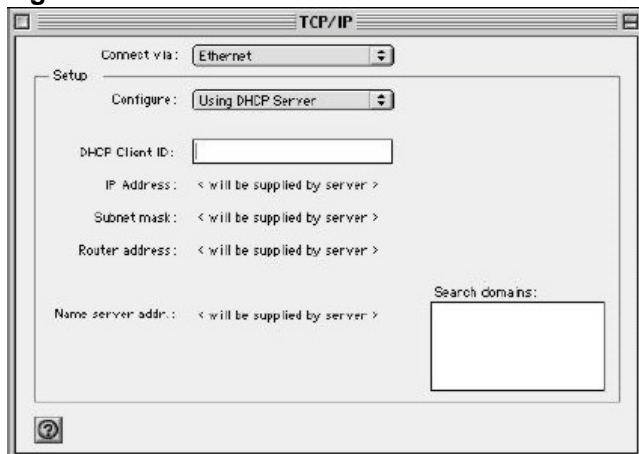 TCP/IP
Connect via: Ethernet
Setup
Configure: Using DHCP Server
DHCP Client ID:
IP Address: < will be supplied by server >
Subnet mask: < will be supplied by server >
Router address: < will be supplied by server >
Search domains:
Name server addr.: < will be supplied by server >
?